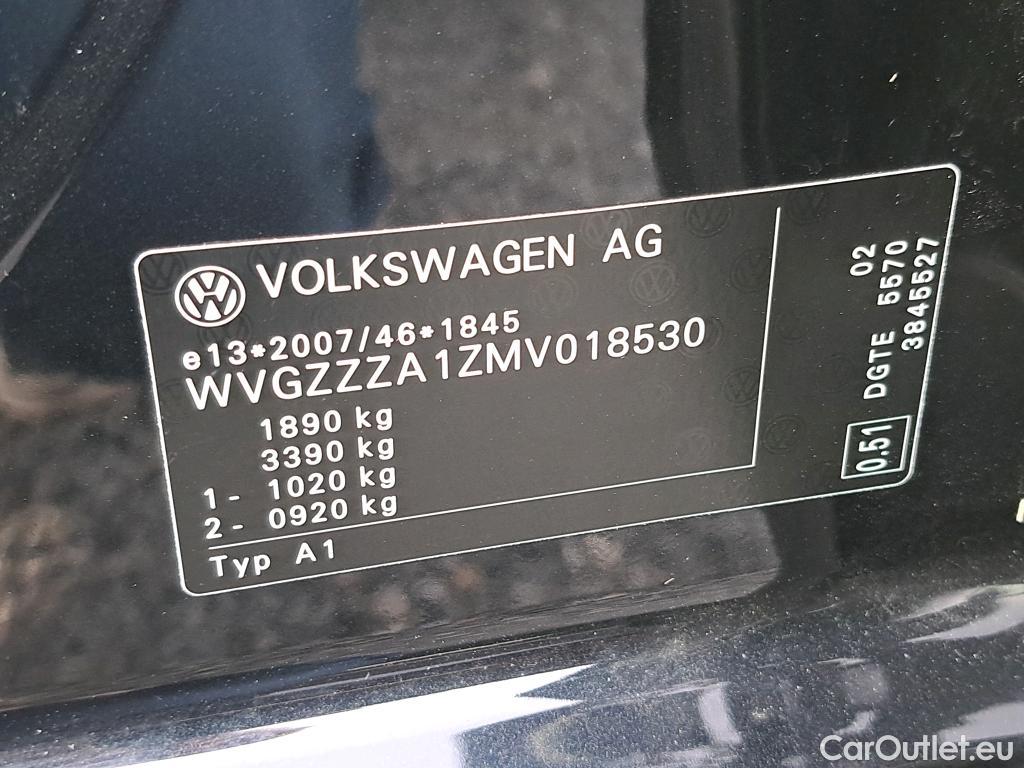 VOLKSWAGEN AG
e13*2007/46*1845
WVGZZZA1ZMV018530
1890 kg
3390 kg
1- 1020 kg
2- 0920 kg
Typ A1
02
DGTE 5570
3845527
0.51
CarOutlet.eu